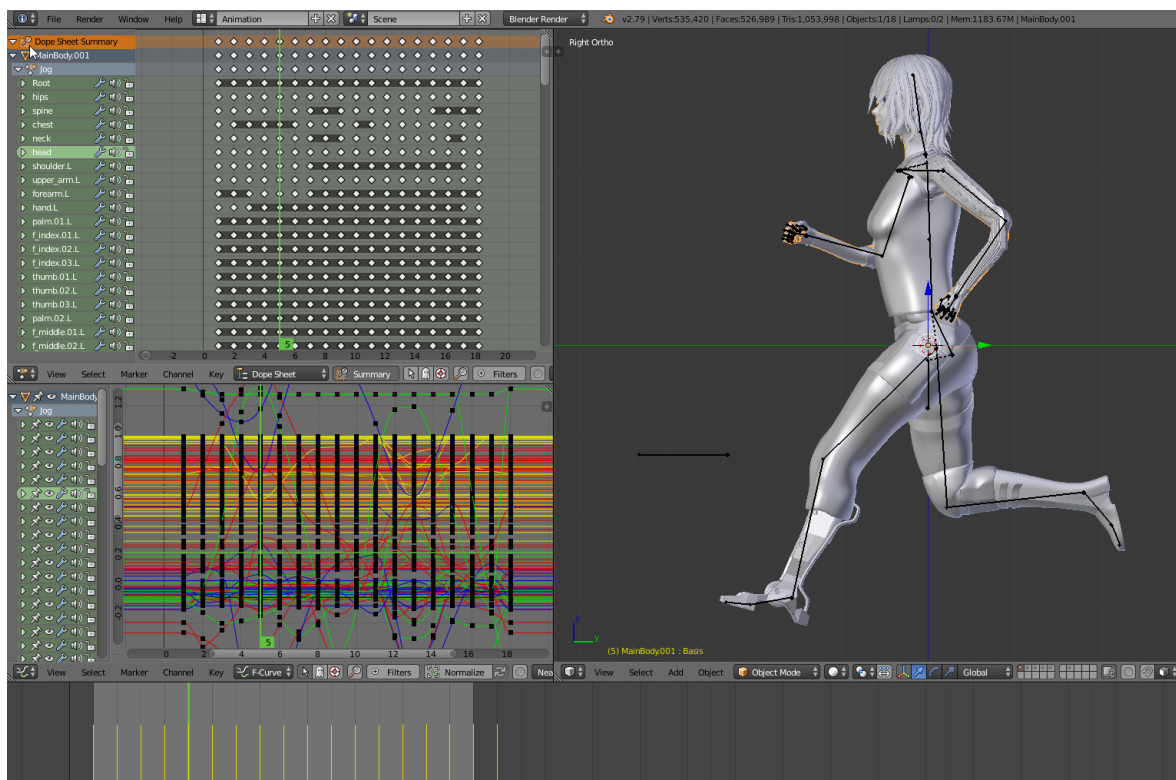 File Render Window Help Animation Scene Blender Render v2.79 | Verts:535,420 | Faces:526,989 | Tris:1,053,998 | Objects:1/18 | Lamps:0/2 | Mem:1183.67M | MainBody.001
Dope Sheet Summary
MainBody.001
Jog
Root
hips
spine
chest
neck
head
shoulder.L
upper_arm.L
forearm.L
hand.L
palm.01.L
f_index.01.L
f_index.02.L
f_index.03.L
thumb.01.L
thumb.02.L
thumb.03.L
palm.02.L
f_middle.01.L
f_middle.02.L
5
-2 0 2 4 6 8 10 12 14 16 18 20
View Select Marker Channel Key Dope Sheet Summary Filters
Right Ortho
MainBody
Jog
1.2
1.0
0.8
0.6
0.4
0.2
0.0
-0.2
5
0 2 4 6 8 10 12 14 16 18
View Select Marker Channel Key F-Curve Filters Normalize Nea
z
y
(5) MainBody.001 : Basis
View Select Add Object Object Mode Global